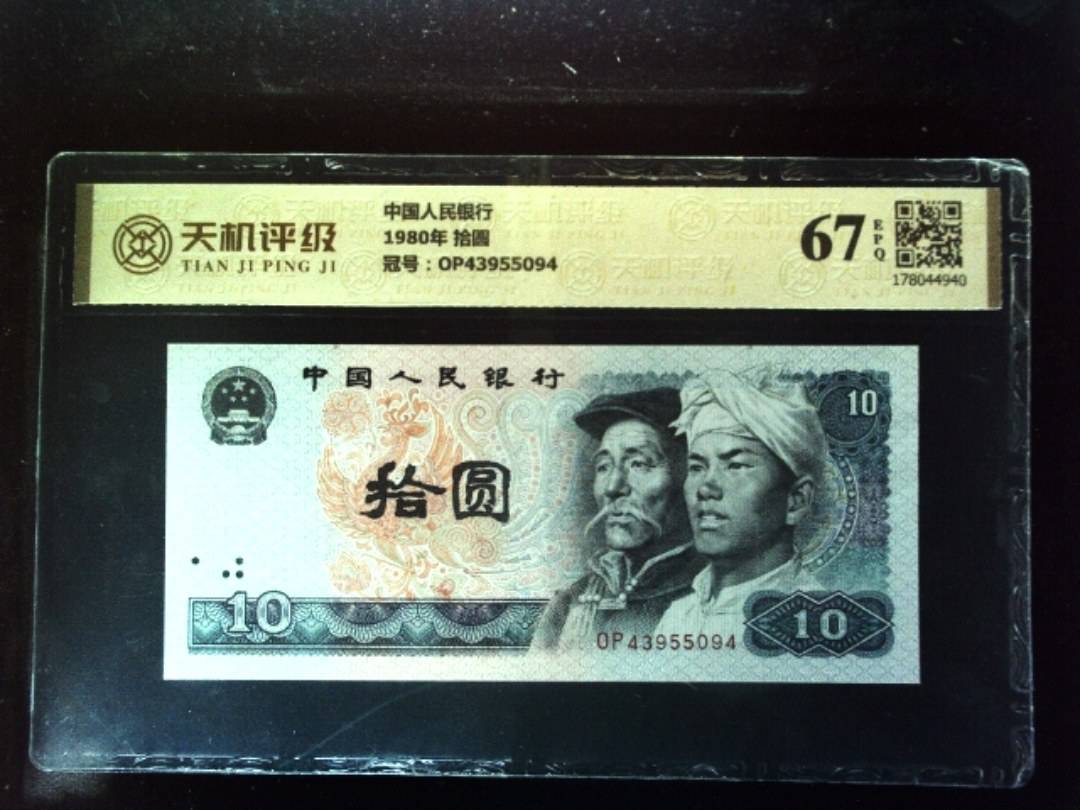 天机评级
TIAN JI PING JI
中国人民银行
1980年 拾圆
冠号：OP43955094
67
EPQ
178044940
中国人民银行
10
拾圆
10
OP43955094
10